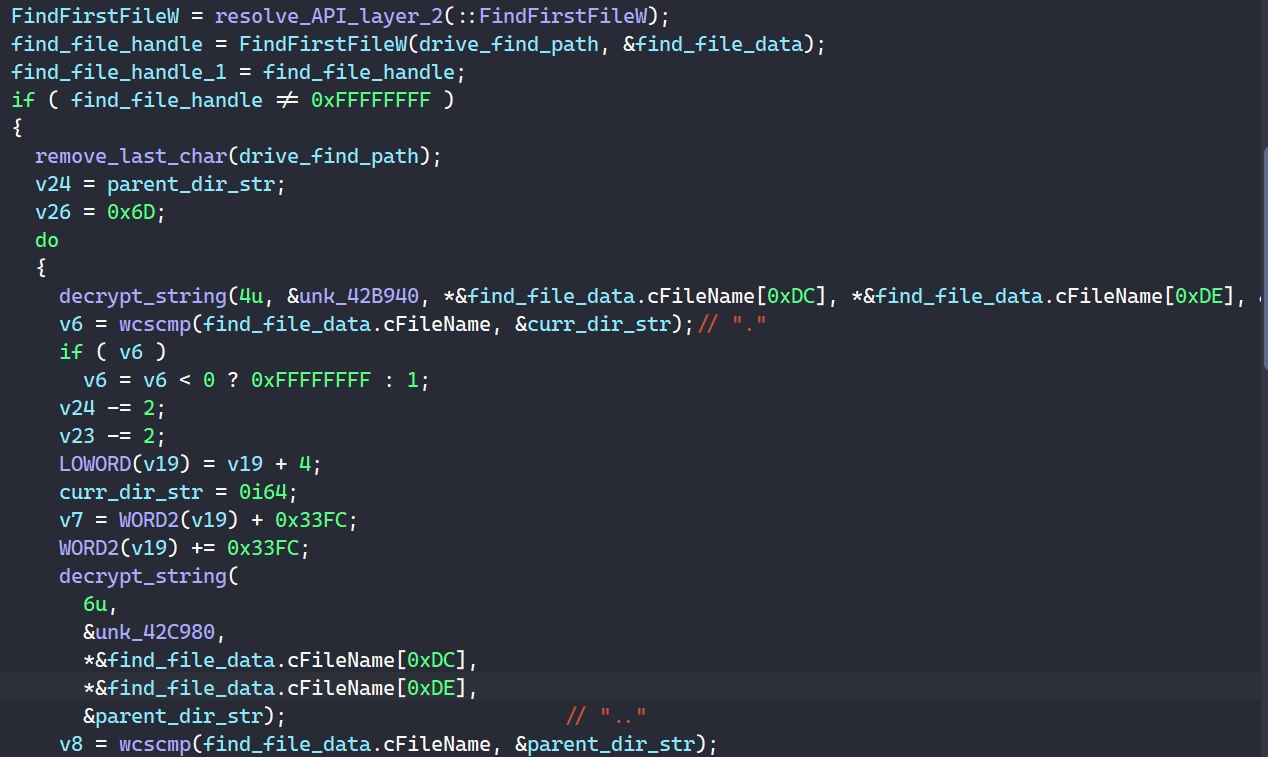 FindFirstFileW = resolve_API_layer_2(::FindFirstFileW);
find_file_handle = FindFirstFileW(drive_find_path, &find_file_data);
find_file_handle_1 = find_file_handle;
if ( find_file_handle != 0xFFFFFFFF )
{
remove_last_char(drive_find_path);
v24 = parent_dir_str;
v26 = 0x6D;
do
{
decrypt_string(4u, &unk_42B940, *&find_file_data.cFileName[0xDC], *&find_file_data.cFileName[0xDE],
v6 = wcscmp(find_file_data.cFileName, &curr_dir_str);// "."
if ( v6 )
v6 = v6 < 0 ? 0xFFFFFFFF : 1;
v24 -= 2;
v23 -= 2;
LOWORD(v19) = v19 + 4;
curr_dir_str = 0i64;
v7 = WORD2(v19) + 0x33FC;
WORD2(v19) += 0x33FC;
decrypt_string(
6u,
&unk_42C980,
*&find_file_data.cFileName[0xDC],
*&find_file_data.cFileName[0xDE],
&parent_dir_str); // ".."
v8 = wcscmp(find_file_data.cFileName, &parent_dir_str);